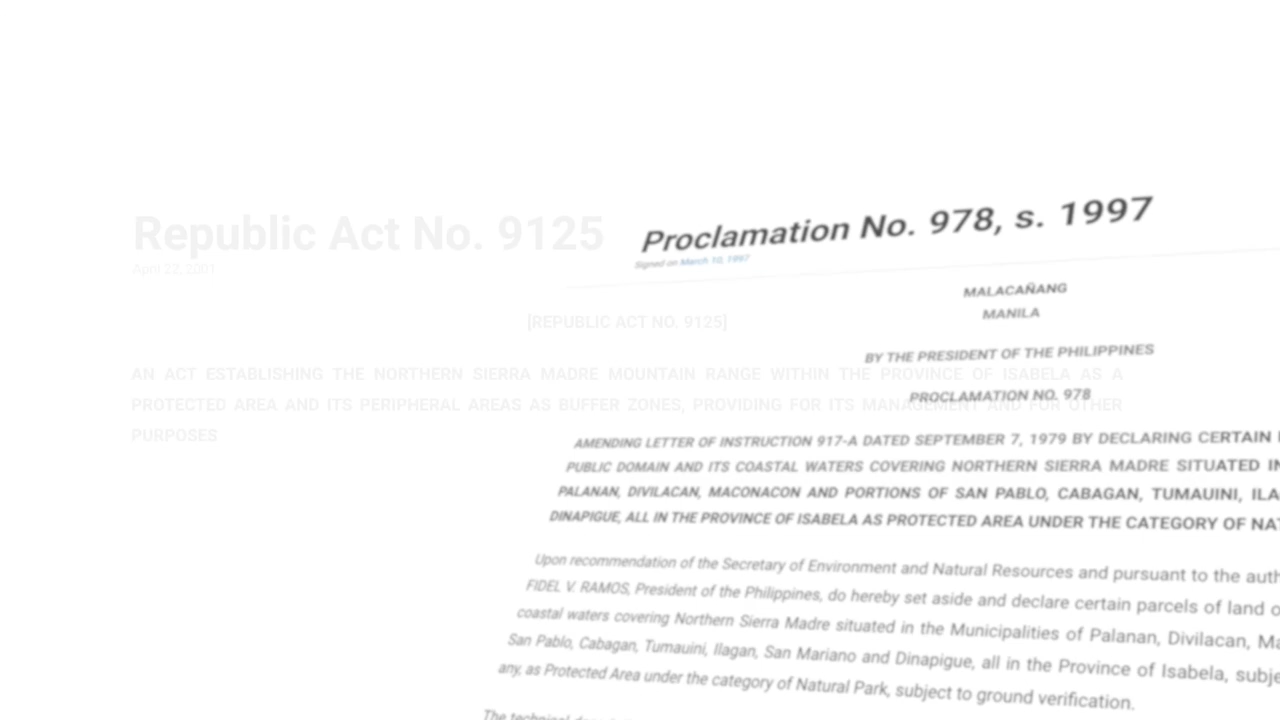 Republic Act No. 9125
April 22, 2001
[REPUBLIC ACT NO. 9125]
AN ACT ESTABLISHING THE NORTHERN SIERRA MADRE MOUNTAIN RANGE WITHIN THE PROVINCE OF ISABELA AS A
PROTECTED AREA AND ITS PERIPHERAL AREAS AS BUFFER ZONES, PROVIDING FOR ITS MANAGEMENT AND FOR OTHER
PURPOSES
Proclamation No. 978, s. 1997
Signed on March 10, 1997
MALACAÑANG
MANILA
BY THE PRESIDENT OF THE PHILIPPINES
PROCLAMATION NO. 978
AMENDING LETTER OF INSTRUCTION 917-A DATED SEPTEMBER 7, 1979 BY DECLARING CERTAIN
PUBLIC DOMAIN AND ITS COASTAL WATERS COVERING NORTHERN SIERRA MADRE SITUATED IN
PALANAN, DIVILACAN, MACONACON AND PORTIONS OF SAN PABLO, CABAGAN, TUMAUINI, ILA
DINAPIGUE, ALL IN THE PROVINCE OF ISABELA AS PROTECTED AREA UNDER THE CATEGORY OF NAT
Upon recommendation of the Secretary of Environment and Natural Resources and pursuant to the auth
FIDEL V. RAMOS, President of the Philippines, do hereby set aside and declare certain parcels of land o
coastal waters covering Northern Sierra Madre situated in the Municipalities of Palanan, Divilacan, Ma
San Pablo, Cabagan, Tumauini, Ilagan, San Mariano and Dinapigue, all in the Province of Isabela, subje
any, as Protected Area under the category of Natural Park, subject to ground verification.
The technical